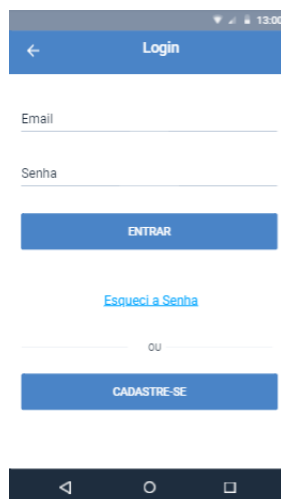 13:00
Login
Email
Senha
ENTRAR
Esqueci a Senha
OU
CADASTRE-SE